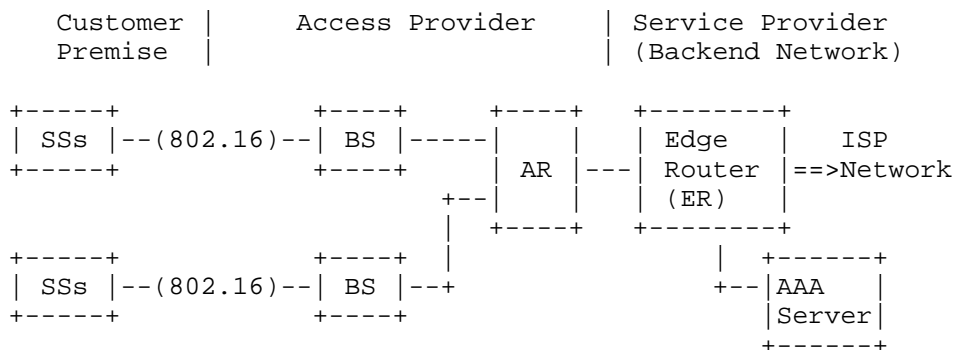 Customer | Access Provider | Service Provider
Premise | | (Backend Network)
+-----+ +----+ +----+ +--------+
| SSs |--(802.16)--| BS |-----| | | Edge | ISP
+-----+ +----+ | AR |---| Router |==>Network
+--| | | (ER) |
| +----+ +--------+
+-----+ +----+ | | +------+
| SSs |--(802.16)--| BS |--+ +--|AAA |
+-----+ +----+ |Server|
+------+